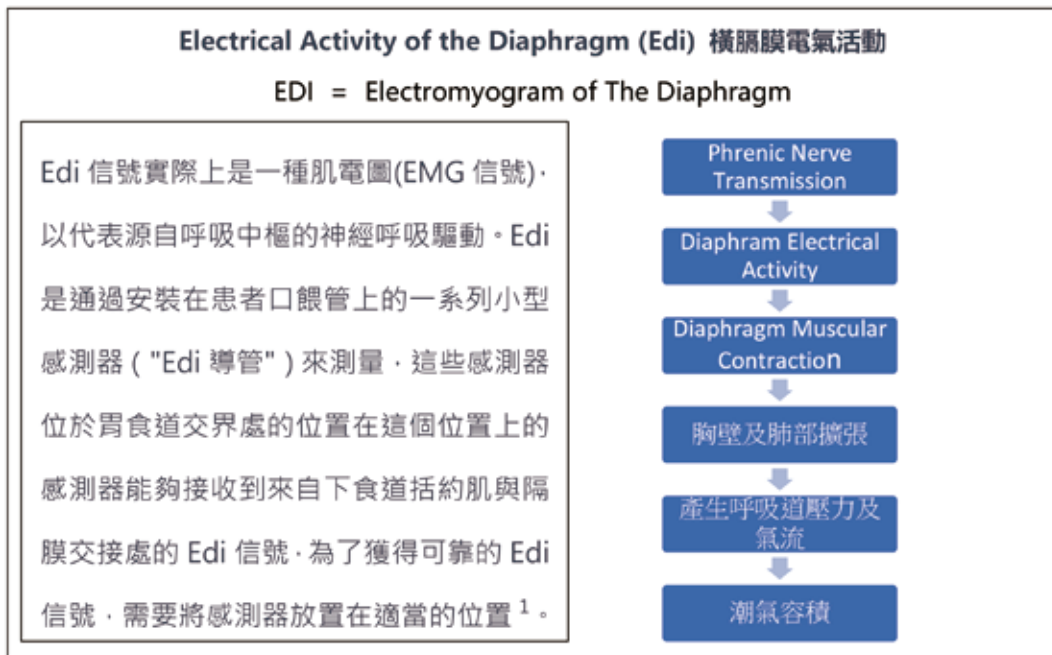 Electrical Activity of the Diaphragm (Edi) 橫膈膜電氣活動
EDI = Electromyogram of The Diaphragm
Edi 信號實際上是一種肌電圖(EMG 信號)，
以代表源自呼吸中樞的神經呼吸驅動。Edi
是通過安裝在患者口餵管上的一系列小型
感測器 ( "Edi 導管" ) 來測量，這些感測器
位於胃食道交界處的位置在這個位置上的
感測器能夠接收到來自下食道括約肌與隔
膜交接處的 Edi 信號，為了獲得可靠的 Edi
信號，需要將感測器放置在適當的位置 1。
Phrenic Nerve
Transmission
Diaphram Electrical
Activity
Diaphragm Muscular
Contraction
胸壁及肺部擴張
產生呼吸道壓力及
氣流
潮氣容積